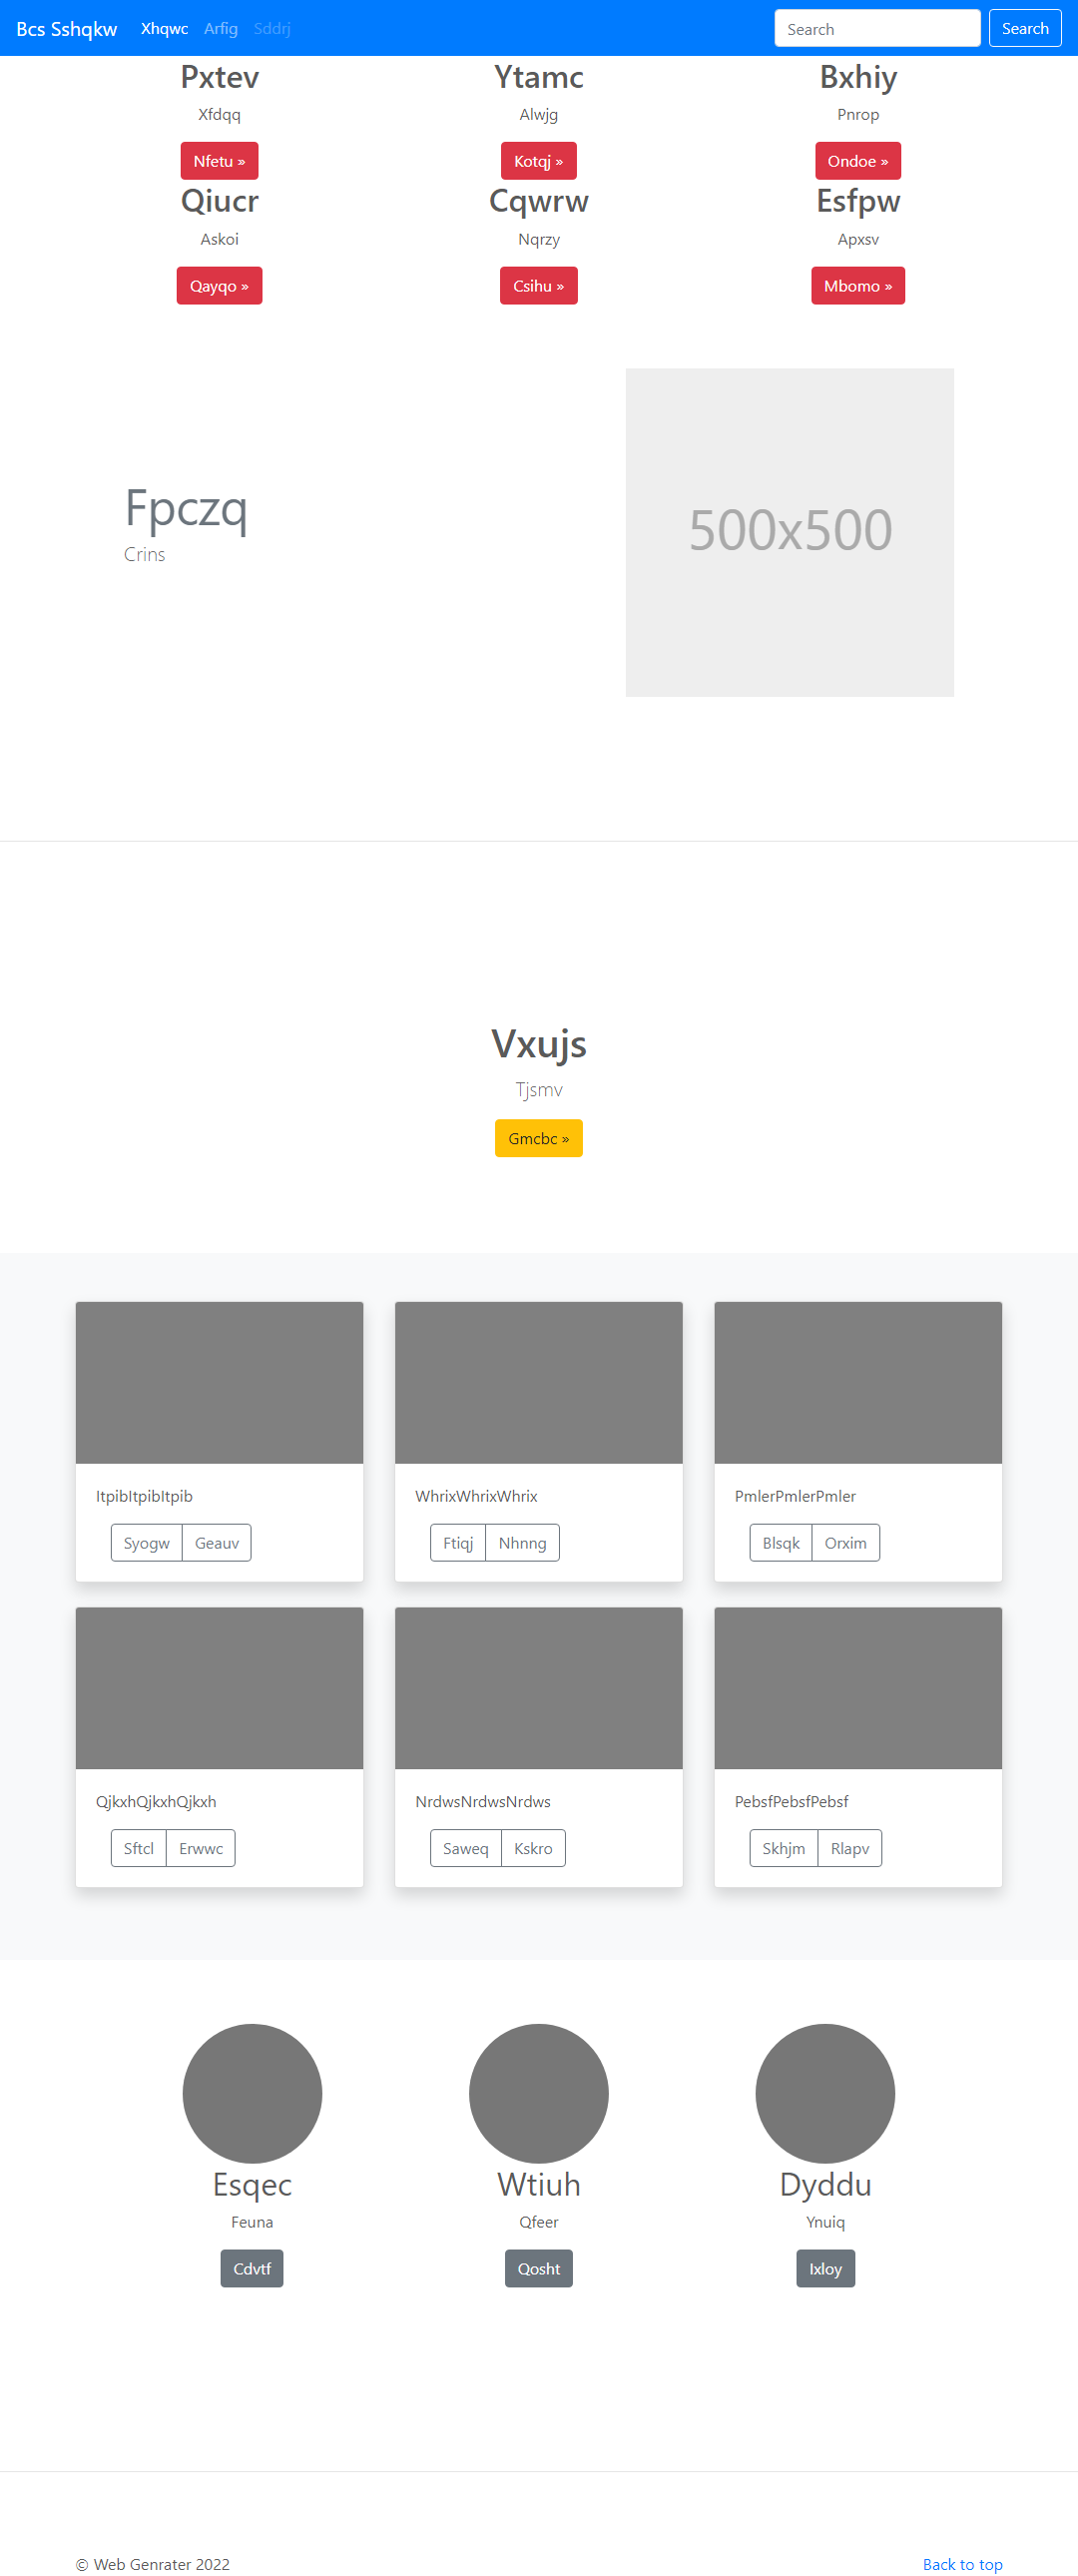 Bcs Sshqkw Xhqwc Arfig Sddrj Search Search
Pxtev Ytamc Bxhiy
Xfdqq Alwjg Pnrop
Nfetu » Kotqj » Ondoe »
Qiucr Cqwrw Esfpw
Askoi Nqrzy Apxsv
Qayqo » Csihu » Mbomo »
Fpczq
Crins
500x500
Vxujs
Tjsmv
Gmcbc »
ItpibItpibItpib WhrixWhrixWhrix PmlerPmlerPmler
Syogw Geauv Ftiqj Nhnng Blsqk Orxim
QjkxhQjkxhQjkxh NrdwsNrdwsNrdws PebsfPebsfPebsf
Sftcl Erwwc Saweq Kskro Skhjm Rlapv
Esqec Wtiuh Dyddu
Feuna Qfeer Ynuiq
Cdvtf Qosht Ixloy
© Web Genrater 2022 Back to top